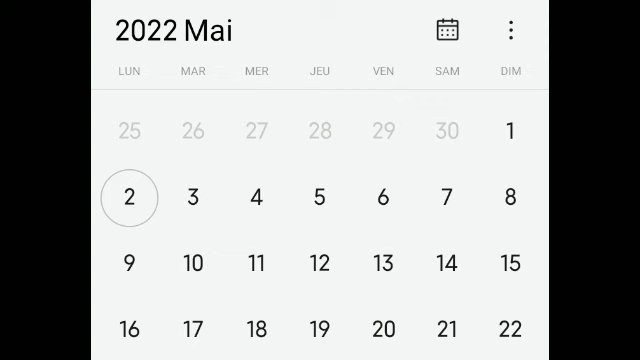 2022 Mai
LUN MAR MER JEU VEN SAM DIM
25 26 27 28 29 30 1
2 3 4 5 6 7 8
9 10 11 12 13 14 15
16 17 18 19 20 21 22